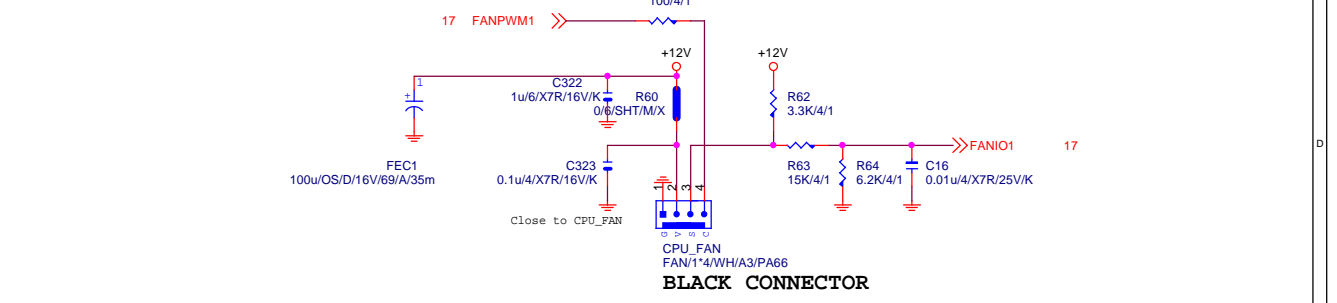 100/4/1
17 FANPWM1
+12V
+12V
1
C322
1u/6/X7R/16V/K
R60
0/6/SHT/M/X
R62
3.3K/4/1
+
FANIO1 17
D
FEC1
100u/OS/D/16V/69/A/35m
C323
0.1u/4/X7R/16V/K
R63
15K/4/1
R64
6.2K/4/1
C16
0.01u/4/X7R/25V/K
1 2 3 4
Close to CPU_FAN
G V S C
CPU_FAN
FAN/1*4/WH/A3/PA66
BLACK CONNECTOR